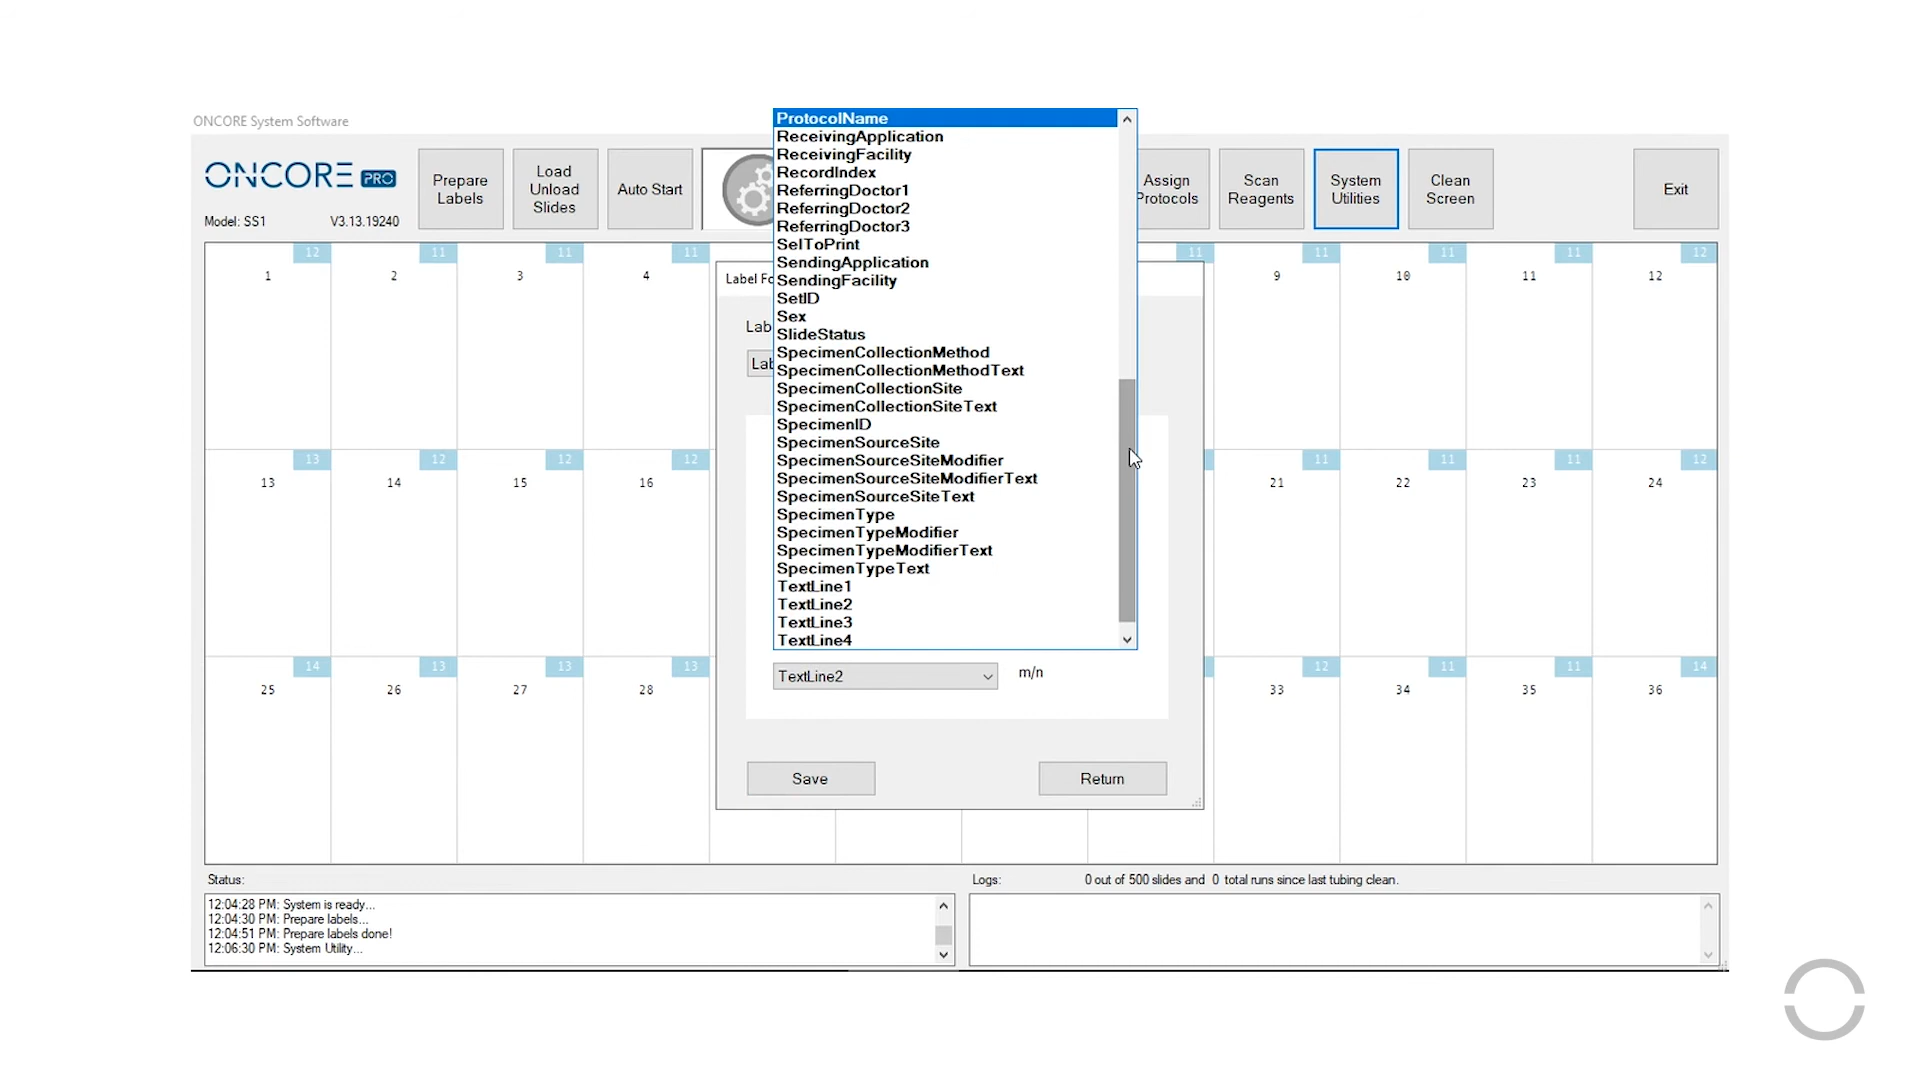 ONCORE System Software
ONCORE PRO
Model: SS1
V3.13.19240
Prepare
Labels
Load
Unload
Slides
Auto Start
Assign
Protocols
Scan
Reagents
System
Utilities
Clean
Screen
Exit
ProtocolName
ReceivingApplication
ReceivingFacility
RecordIndex
ReferringDoctor1
ReferringDoctor2
ReferringDoctor3
SelToPrint
SendingApplication
SendingFacility
SetID
Sex
SlideStatus
SpecimenCollectionMethod
SpecimenCollectionMethodText
SpecimenCollectionSite
SpecimenCollectionSiteText
SpecimenID
SpecimenSourceSite
SpecimenSourceSiteModifier
SpecimenSourceSiteModifierText
SpecimenSourceSiteText
SpecimenType
SpecimenTypeModifier
SpecimenTypeModifierText
SpecimenTypeText
TextLine1
TextLine2
TextLine3
TextLine4
TextLine2
m/n
Save
Return
12 11 11 11 11 11 11 11 12
1 2 3 4 9 10 11 12
13 12 12 12 11 11 11 12
13 14 15 16 21 22 23 24
14 13 13 13 12 11 11 14
25 26 27 28 33 34 35 36
Status:
12:04:28 PM: System is ready...
12:04:30 PM: Prepare labels...
12:04:51 PM: Prepare labels done!
12:06:30 PM: System Utility...
Logs:
0 out of 500 slides and 0 total runs since last tubing clean.